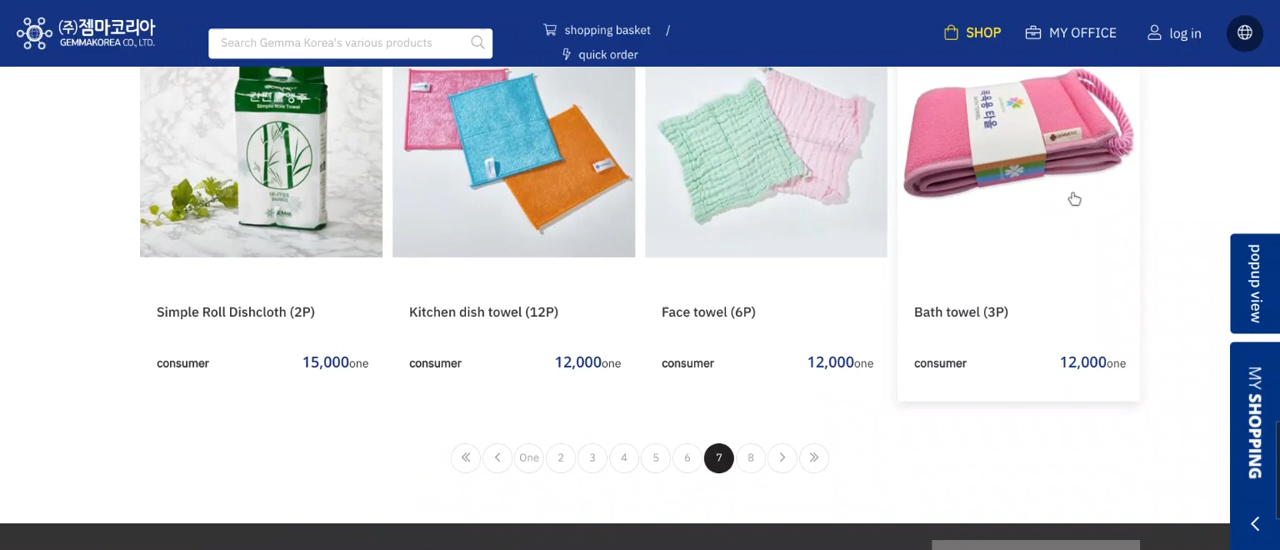 (주)젬마코리아
GEMMAKOREA CO., LTD.
Search Gemma Korea's various products
shopping basket /
quick order
SHOP
MY OFFICE
log in
Simple Roll Towel
popup view
Simple Roll Dishcloth (2P)
Kitchen dish towel (12P)
Face towel (6P)
Bath towel (3P)
consumer 15,000one
consumer 12,000one
consumer 12,000one
consumer 12,000one
MY SHOPPING
One 2 3 4 5 6 7 8